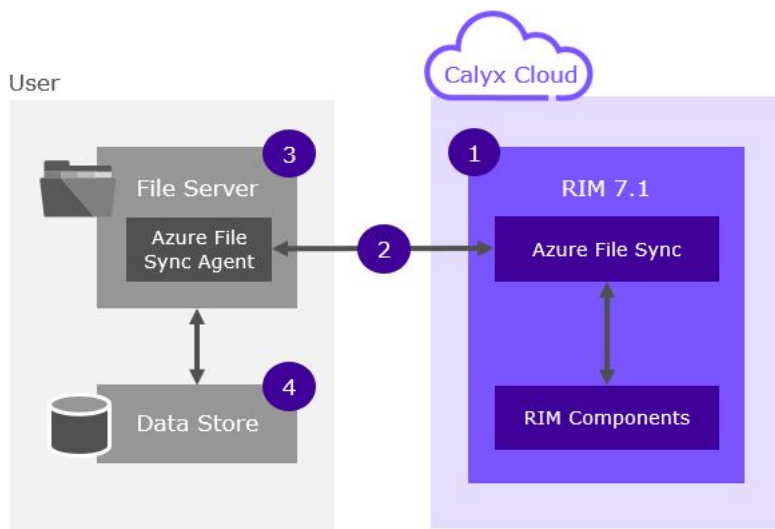 User
Calyx Cloud
3
File Server
Azure File
Sync Agent
2
1
RIM 7.1
Azure File Sync
4
Data Store
RIM Components